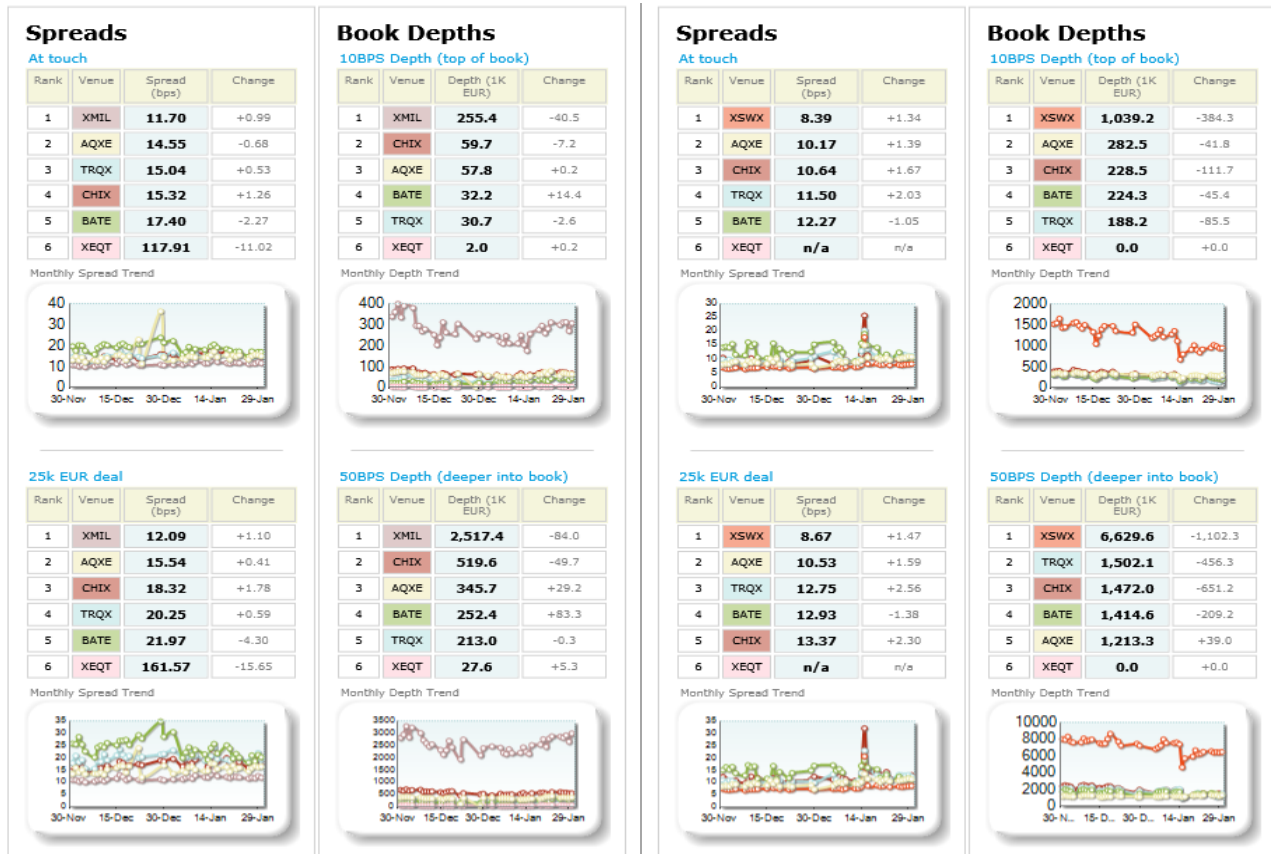 Spreads
At touch
Rank Venue Spread (bps) Change
1 XMIL 11.70 +0.99
2 AQXE 14.55 -0.68
3 TRQX 15.04 +0.53
4 CHIX 15.32 +1.26
5 BATE 17.40 -2.27
6 XEQT 117.91 -11.02
Monthly Spread Trend
40
30
20
10
0
30-Nov 15-Dec 30-Dec 14-Jan 29-Jan
25k EUR deal
Rank Venue Spread (bps) Change
1 XMIL 12.09 +1.10
2 AQXE 15.54 +0.41
3 CHIX 18.32 +1.78
4 TRQX 20.25 +0.59
5 BATE 21.97 -4.30
6 XEQT 161.57 -15.65
Monthly Spread Trend
35
30
25
20
15
10
5
0
30-Nov 15-Dec 30-Dec 14-Jan 29-Jan
Book Depths
10BPS Depth (top of book)
Rank Venue Depth (1K EUR) Change
1 XMIL 255.4 -40.5
2 CHIX 59.7 -7.2
3 AQXE 57.8 +0.2
4 BATE 32.2 +14.4
5 TRQX 30.7 -2.6
6 XEQT 2.0 +0.2
Monthly Depth Trend
400
300
200
100
0
30-Nov 15-Dec 30-Dec 14-Jan 29-Jan
50BPS Depth (deeper into book)
Rank Venue Depth (1K EUR) Change
1 XMIL 2,517.4 -84.0
2 CHIX 519.6 -49.7
3 AQXE 345.7 +29.2
4 BATE 252.4 +83.3
5 TRQX 213.0 -0.3
6 XEQT 27.6 +5.3
Monthly Depth Trend
3500
3000
2500
2000
1500
1000
500
0
30-Nov 15-Dec 30-Dec 14-Jan 29-Jan
Spreads
At touch
Rank Venue Spread (bps) Change
1 XSWX 8.39 +1.34
2 AQXE 10.17 +1.39
3 CHIX 10.64 +1.67
4 TRQX 11.50 +2.03
5 BATE 12.27 -1.05
6 XEQT n/a n/a
Monthly Spread Trend
30
25
20
15
10
5
0
30-Nov 15-Dec 30-Dec 14-Jan 29-Jan
25k EUR deal
Rank Venue Spread (bps) Change
1 XSWX 8.67 +1.47
2 AQXE 10.53 +1.59
3 TRQX 12.75 +2.56
4 BATE 12.93 -1.38
5 CHIX 13.37 +2.30
6 XEQT n/a n/a
Monthly Spread Trend
35
30
25
20
15
10
5
0
30-Nov 15-Dec 30-Dec 14-Jan 29-Jan
Book Depths
10BPS Depth (top of book)
Rank Venue Depth (1K EUR) Change
1 XSWX 1,039.2 -384.3
2 AQXE 282.5 -41.8
3 CHIX 228.5 -111.7
4 BATE 224.3 -45.4
5 TRQX 188.2 -85.5
6 XEQT 0.0 +0.0
Monthly Depth Trend
2000
1500
1000
500
0
30-Nov 15-Dec 30-Dec 14-Jan 29-Jan
50BPS Depth (deeper into book)
Rank Venue Depth (1K EUR) Change
1 XSWX 6,629.6 -1,102.3
2 TRQX 1,502.1 -456.3
3 CHIX 1,472.0 -651.2
4 BATE 1,414.6 -209.2
5 AQXE 1,213.3 +39.0
6 XEQT 0.0 +0.0
Monthly Depth Trend
10000
8000
6000
4000
2000
0
30- N... 15- D... 30- D... 14-Jan 29-Jan